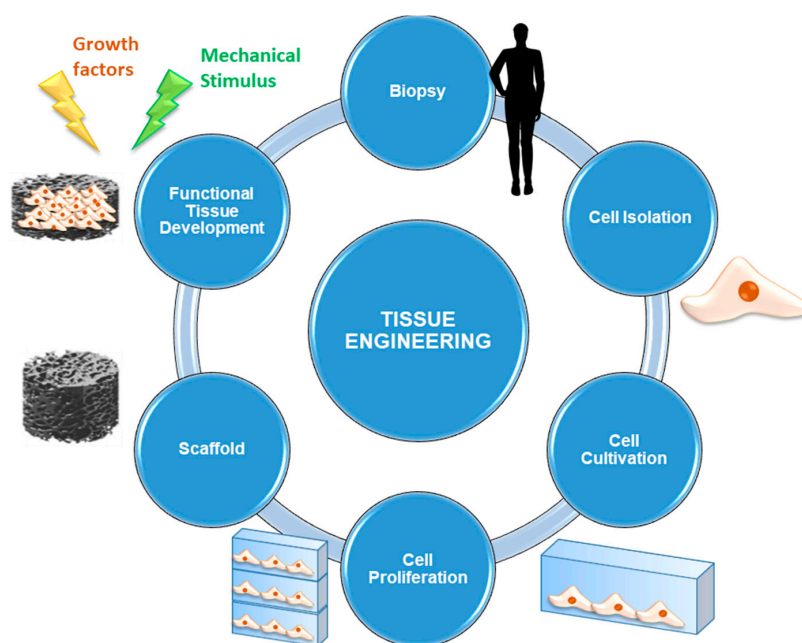 Growth
factors
Mechanical
Stimulus
Biopsy
Cell Isolation
Cell
Cultivation
Cell
Proliferation
Scaffold
Functional
Tissue
Development
TISSUE
ENGINEERING